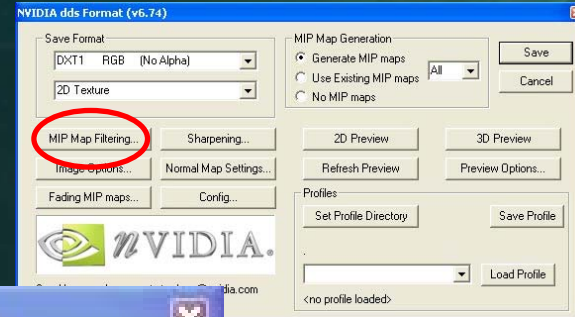 NVIDIA dds Format (v6.74)
Save Format
DXT1 RGB (No Alpha)
2D Texture
MIP Map Generation
Generate MIP maps
Use Existing MIP maps
No MIP maps
All
Save
Cancel
MIP Map Filtering...
Sharpening...
2D Preview
3D Preview
Image Options...
Normal Map Settings...
Refresh Preview
Preview Options...
Fading MIP maps...
Config...
Profiles
Set Profile Directory
Save Profile
nVIDIA.
.
Load Profile
<no profile loaded>